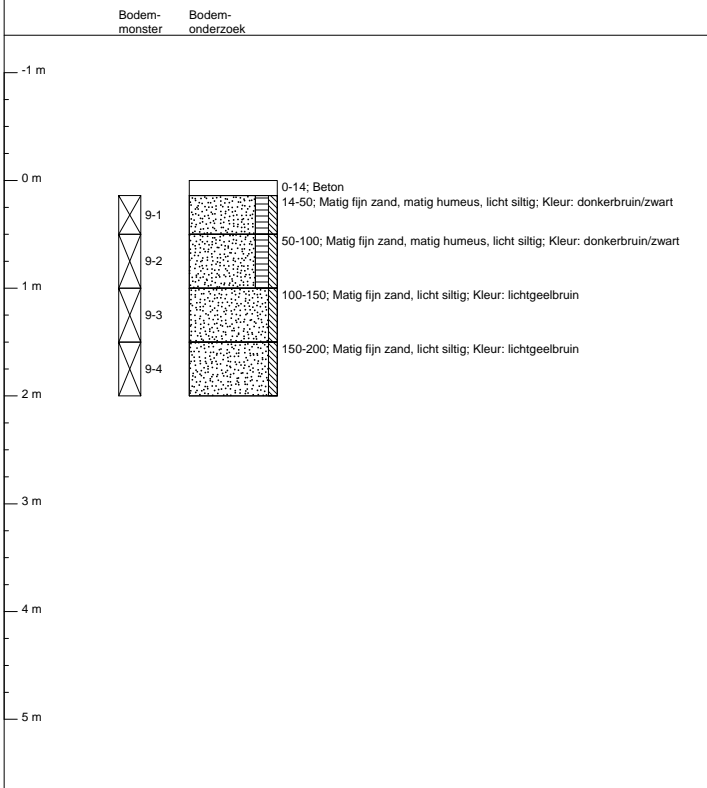 Bodem-
monster
Bodem-
onderzoek
-1 m
0 m
0-14; Beton
14-50; Matig fijn zand, matig humeus, licht siltig; Kleur: donkerbruin/zwart
9-1
50-100; Matig fijn zand, matig humeus, licht siltig; Kleur: donkerbruin/zwart
9-2
1 m
100-150; Matig fijn zand, licht siltig; Kleur: lichtgeelbruin
9-3
150-200; Matig fijn zand, licht siltig; Kleur: lichtgeelbruin
9-4
2 m
3 m
4 m
5 m